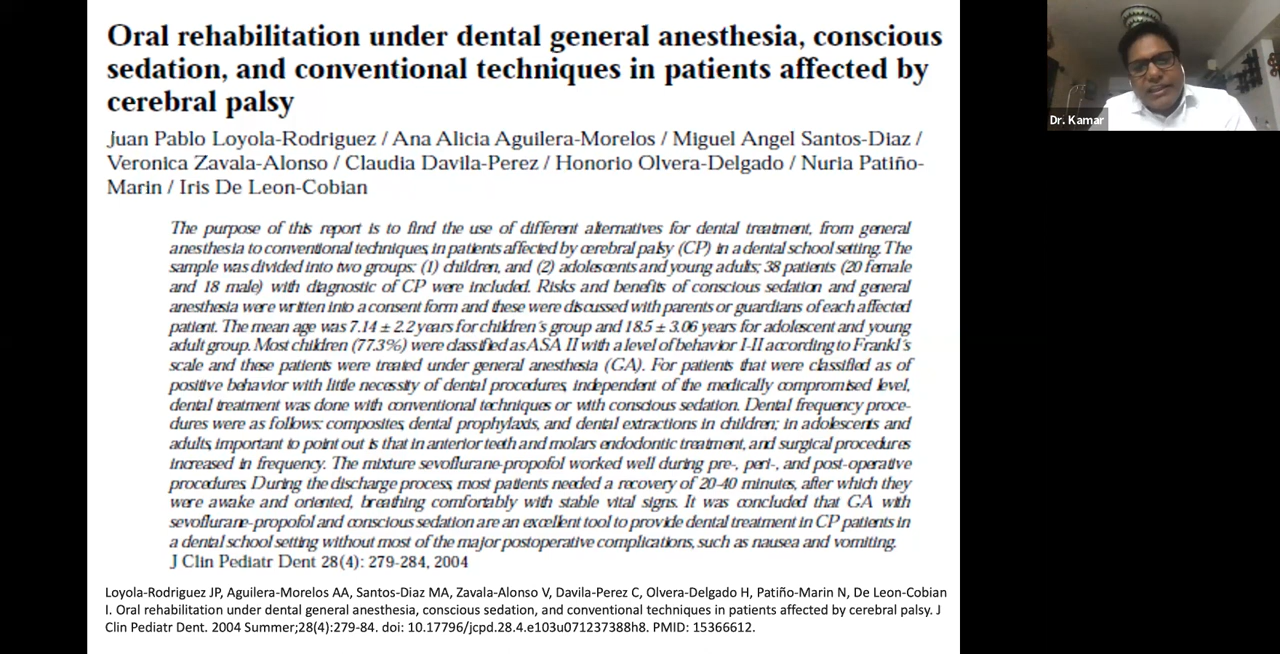 Oral rehabilitation under dental general anesthesia, conscious
sedation, and conventional techniques in patients affected by
cerebral palsy
Juan Pablo Loyola-Rodriguez / Ana Alicia Aguilera-Morelos / Miguel Angel Santos-Diaz /
Veronica Zavala-Alonso / Claudia Davila-Perez / Honorio Olvera-Delgado / Nuria Patiño-
Marin / Iris De Leon-Cobian
The purpose of this report is to find the use of different alternatives for dental treatment, from general
anesthesia to conventional techniques, in patients affected by cerebral palsy (CP) in a dental school setting. The
sample was divided into two groups: (1) children, and (2) adolescents and young adults; 38 patients (20 female
and 18 male) with diagnostic of CP were included. Risks and benefits of conscious sedation and general
anesthesia were written into a consent form and these were discussed with parents or guardians of each affected
patient. The mean age was 7.14 ± 2.2 years for children´s group and 18.5 ± 3.06 years for adolescent and young
adult group. Most children (77.3%) were classified as ASA II with a level of behavior I-II according to Frankl´s
scale and these patients were treated under general anesthesia (GA). For patients that were classified as of
positive behavior with little necessity of dental procedures, independent of the medically compromised level,
dental treatment was done with conventional techniques or with conscious sedation. Dental frequency proce-
dures were as follows: composites, dental prophylaxis, and dental extractions in children; in adolescents and
adults, important to point out is that in anterior teeth and molars endodontic treatment, and surgical procedures
increased in frequency. The mixture sevoflurane-propofol worked well during pre-, peri-, and post-operative
procedures. During the discharge process, most patients needed a recovery of 20-40 minutes, after which they
were awake and oriented, breathing comfortably with stable vital signs. It was concluded that GA with
sevoflurane-propofol and conscious sedation are an excellent tool to provide dental treatment in CP patients in
a dental school setting without most of the major postoperative complications, such as nausea and vomiting.
J Clin Pediatr Dent 28(4): 279-284, 2004
Loyola-Rodriguez JP, Aguilera-Morelos AA, Santos-Diaz MA, Zavala-Alonso V, Davila-Perez C, Olvera-Delgado H, Patiño-Marin N, De Leon-Cobian
I. Oral rehabilitation under dental general anesthesia, conscious sedation, and conventional techniques in patients affected by cerebral palsy. J
Clin Pediatr Dent. 2004 Summer;28(4):279-84. doi: 10.17796/jcpd.28.4.e103u071237388h8. PMID: 15366612.
Dr. Kamar